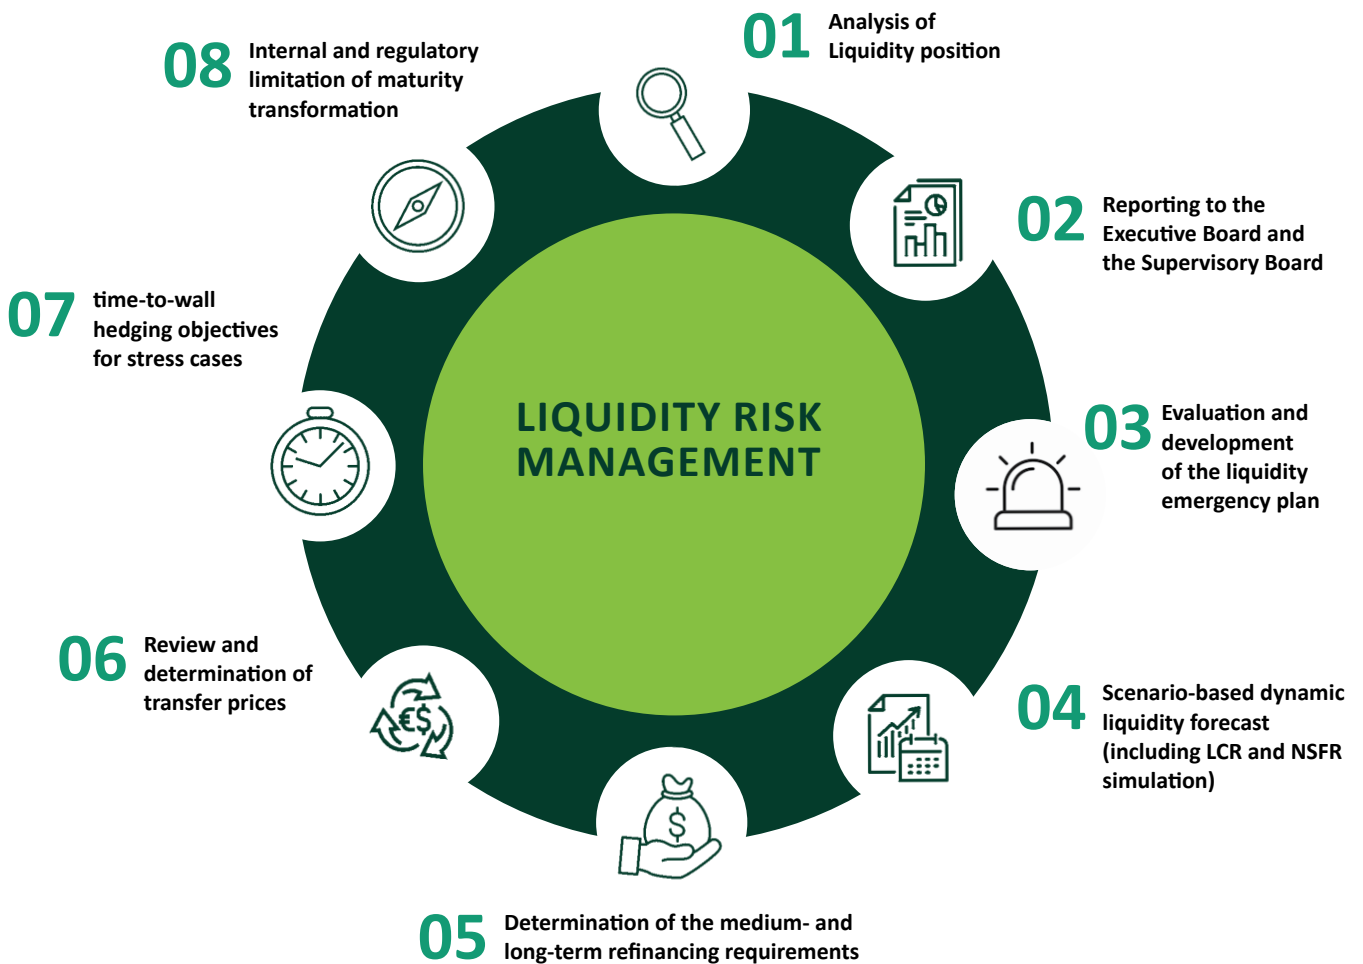 01
Analysis of
Liquidity position
02
Reporting to the
Executive Board and
the Supervisory Board
03
Evaluation and
development
of the liquidity
emergency plan
04
Scenario-based dynamic
liquidity forecast
(including LCR and NSFR
simulation)
05
Determination of the medium- and
long-term refinancing requirements
06
Review and
determination of
transfer prices
07
time-to-wall
hedging objectives
for stress cases
08
Internal and regulatory
limitation of maturity
transformation
LIQUIDITY RISK
MANAGEMENT
€$
$